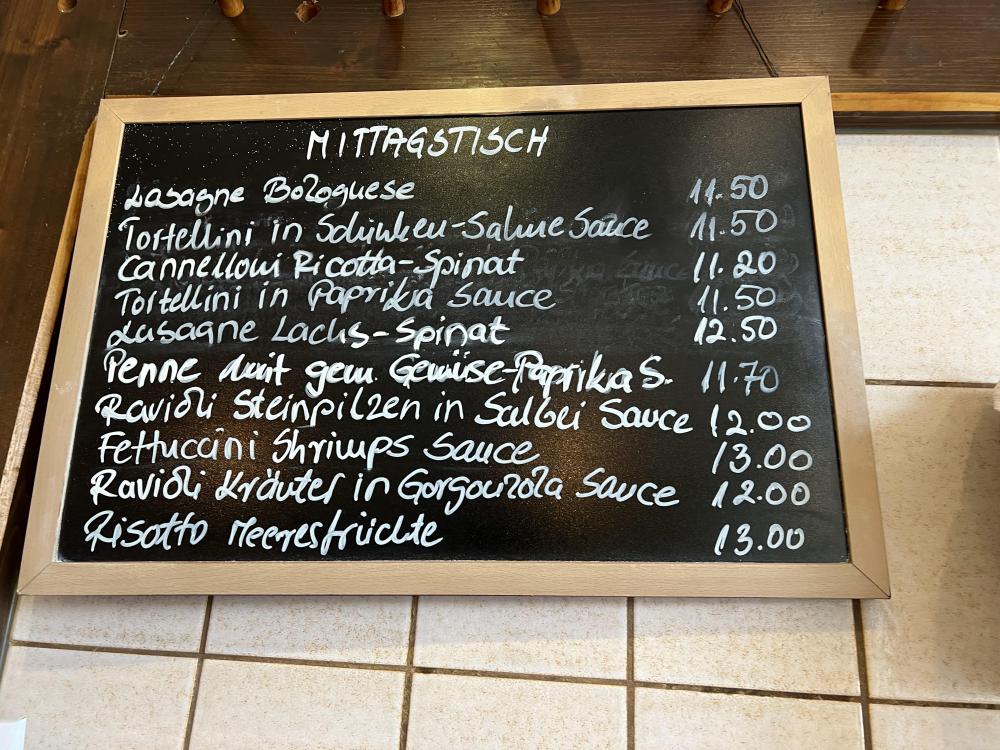 MITTAGSTISCH
Lasagne Bolognese 11.50
Tortellini in Schinken-Sahne Sauce 11.50
Cannelloni Ricotta-Spinat 11.20
Tortellini in Paprika Sauce 11.50
Lasagne Lachs-Spinat 12.50
Penne mit gem. Gemüse-Paprika S. 11.70
Ravioli Steinpilzen in Salbei Sauce 12.00
Fettuccini Shrimps Sauce 13.00
Ravioli Kräuter in Gorgonzola Sauce 12.00
Risotto Meeresfrüchte 13.00